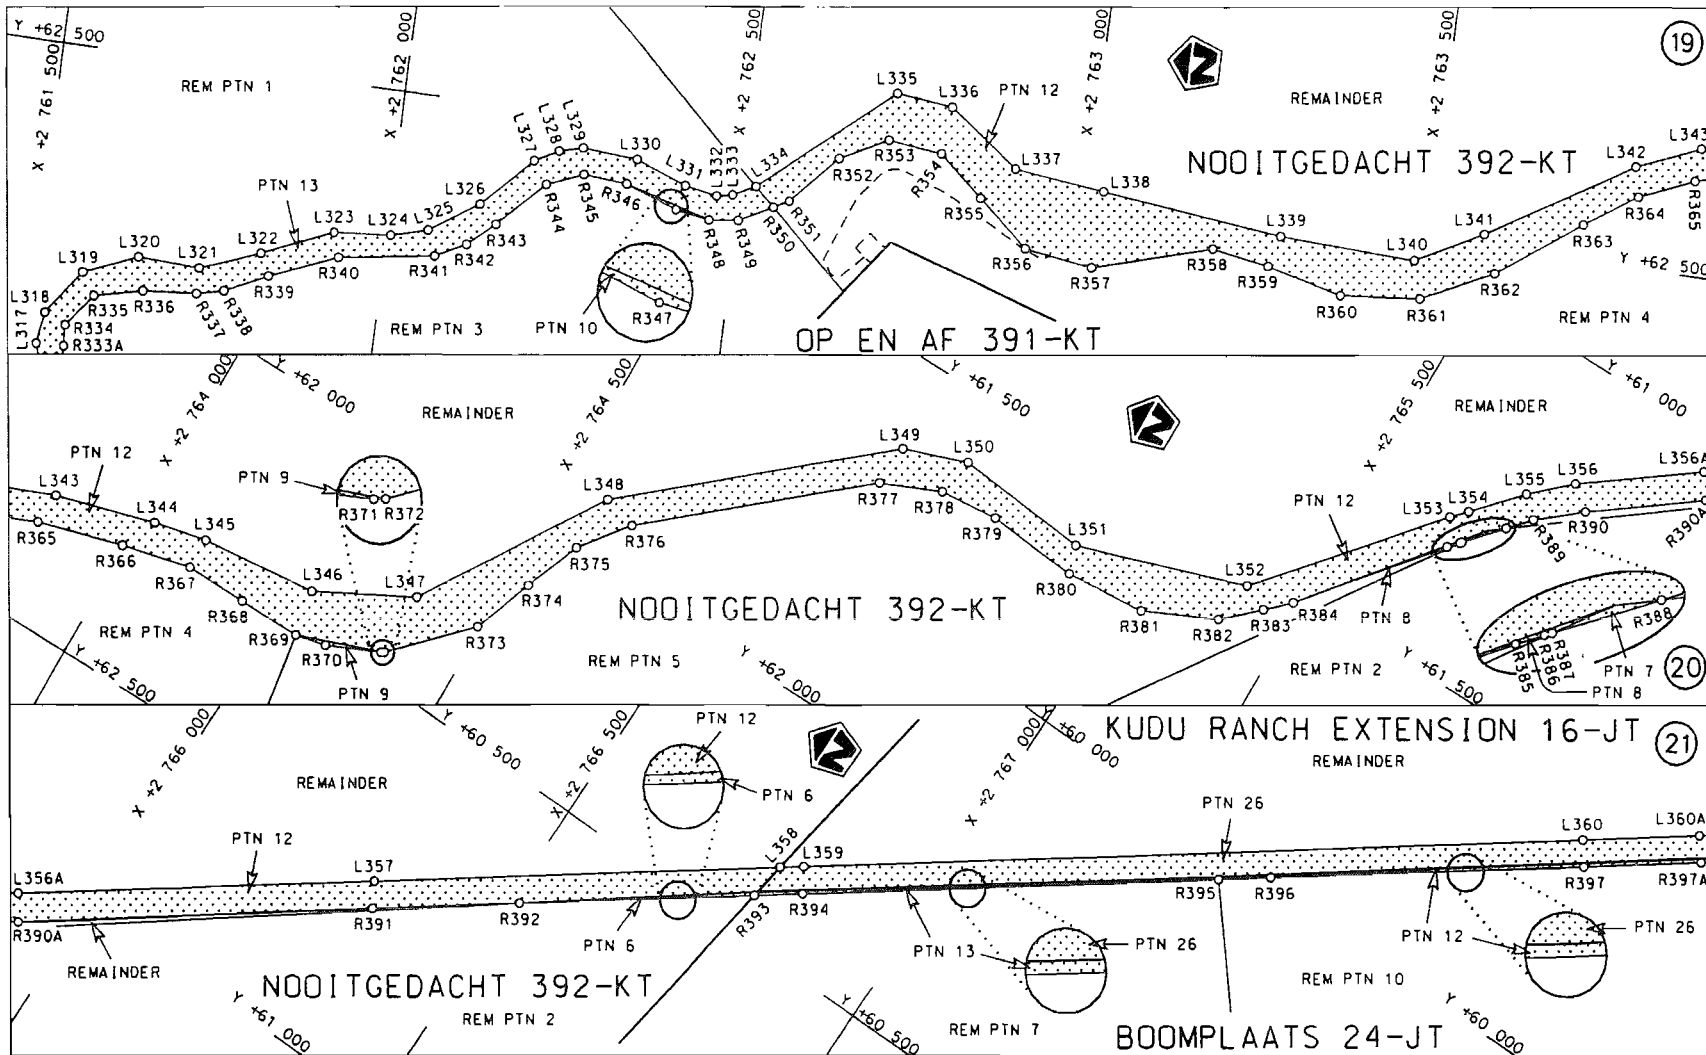 19
Y +62 500
X +2 761 500
X +2 762 000
X +2 762 500
X +2 763 000
X +2 763 500
REM PTN 1
PTN 12
REMAINDER
NOOITGEDACHT 392-KT
L335
L336
L337
L338
L339
L340
L341
L342
L343
L327
L328
L329
L330
L331
L332
L333
L334
PTN 13
L317
L318
L319
L320
L321
L322
L323
L324
L325
L326
R333A
R334
R335
R336
R337
R338
R339
R340
R341
R342
R343
R344
R345
R346
R348
R349
R350
R351
R352
R353
R354
R355
R356
R357
R358
R359
R360
R361
R362
R363
R364
R365
Y +62 500
REM PTN 3
PTN 10
R347
OP EN AF 391-KT
REM PTN 4
X +2 764 000
Y +62 000
X +2 764 500
Y +61 500
X +2 765 500
Y +61 000
REMAINDER
REMAINDER
PTN 12
PTN 9
R371
R372
L343
L344
L345
L346
L347
L348
L349
L350
L351
L352
L353
L354
L355
L356
L356A
PTN 12
R365
R366
R367
R368
R369
R370
R373
R374
R375
R376
R377
R378
R379
R380
R381
R382
R383
R384
R389
R390
R390A
NOOITGEDACHT 392-KT
REM PTN 4
Y +62 500
PTN 9
REM PTN 5
Y +62 000
REM PTN 2
Y +61 500
PTN 8
R385
R386
R387
R388
PTN 7
PTN 8
20
X +2 766 000
Y +60 500
X +2 766 500
X +2 767 000
Y +60 000
PTN 12
KUDU RANCH EXTENSION 16-JT
21
REMAINDER
REMAINDER
PTN 6
PTN 12
PTN 26
L356A
L357
L358
L359
L360
L360A
R390A
R391
R392
R393
R394
R395
R396
R397
R397A
REMAINDER
PTN 6
PTN 13
PTN 26
PTN 12
PTN 26
NOOITGEDACHT 392-KT
REM PTN 10
Y +61 000
REM PTN 2
Y +60 500
REM PTN 7
BOOMPLAATS 24-JT
Y +60 000